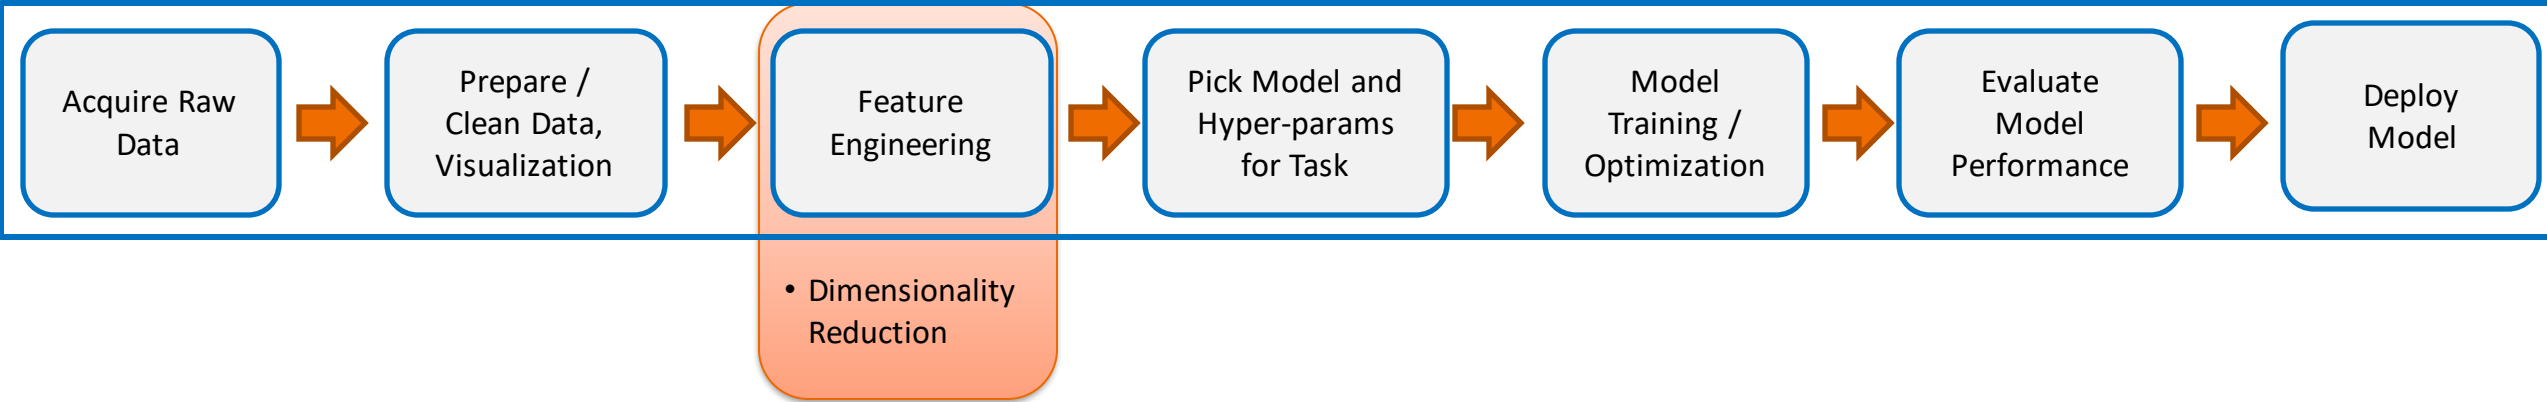 Acquire Raw
Data
Prepare /
Clean Data,
Visualization
Feature
Engineering
Pick Model and
Hyper-params
for Task
Model
Training /
Optimization
Evaluate
Model
Performance
Deploy
Model
• Dimensionality
Reduction